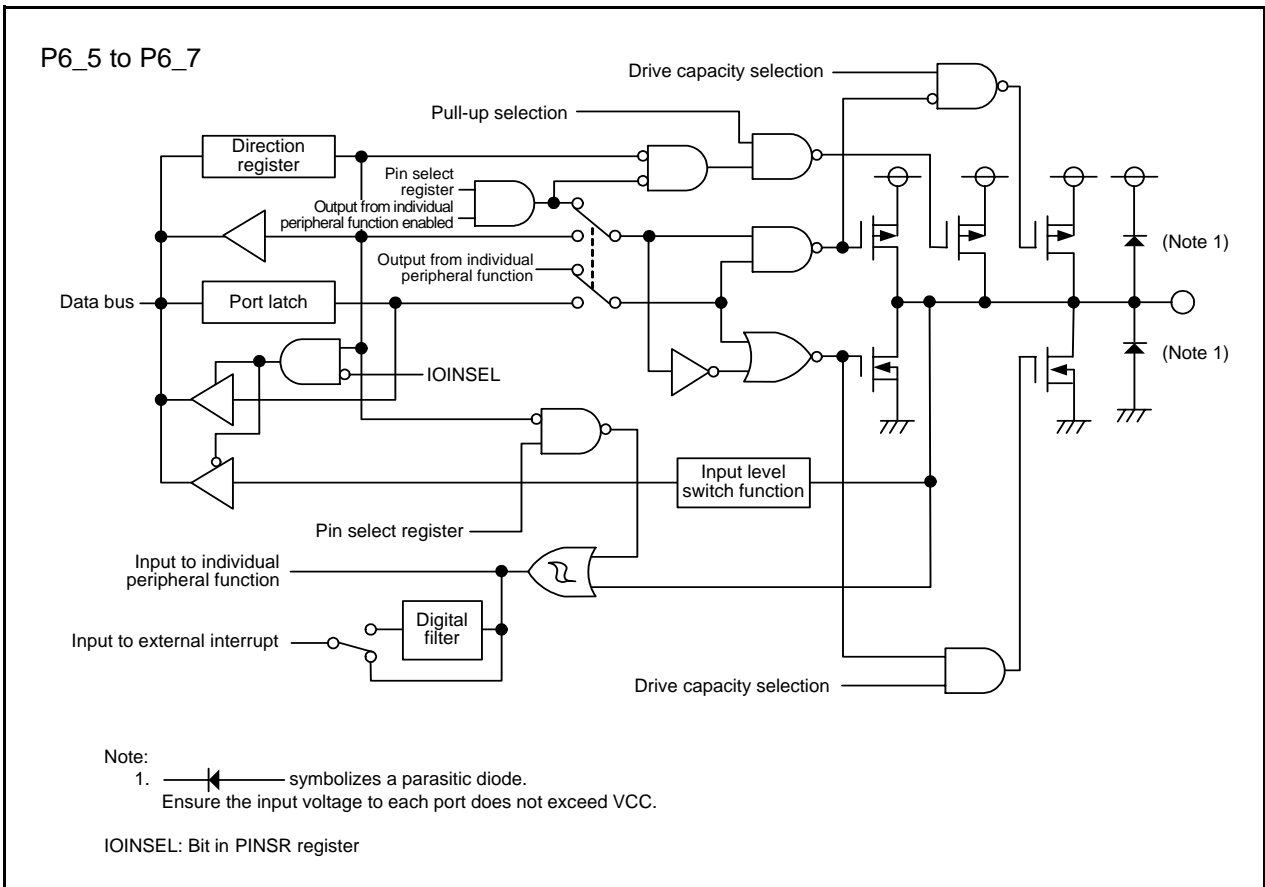 P6_5 to P6_7
Drive capacity selection
Pull-up selection
Direction
register
Pin select
register
Output from individual
peripheral function enabled
(Note 1)
Output from individual
peripheral function
Data bus
Port latch
(Note 1)
IOINSEL
Input level
switch function
Pin select register
Input to individual
peripheral function
Digital
filter
Input to external interrupt
Drive capacity selection
Note:
1. symbolizes a parasitic diode.
Ensure the input voltage to each port does not exceed VCC.
IOINSEL: Bit in PINSR register